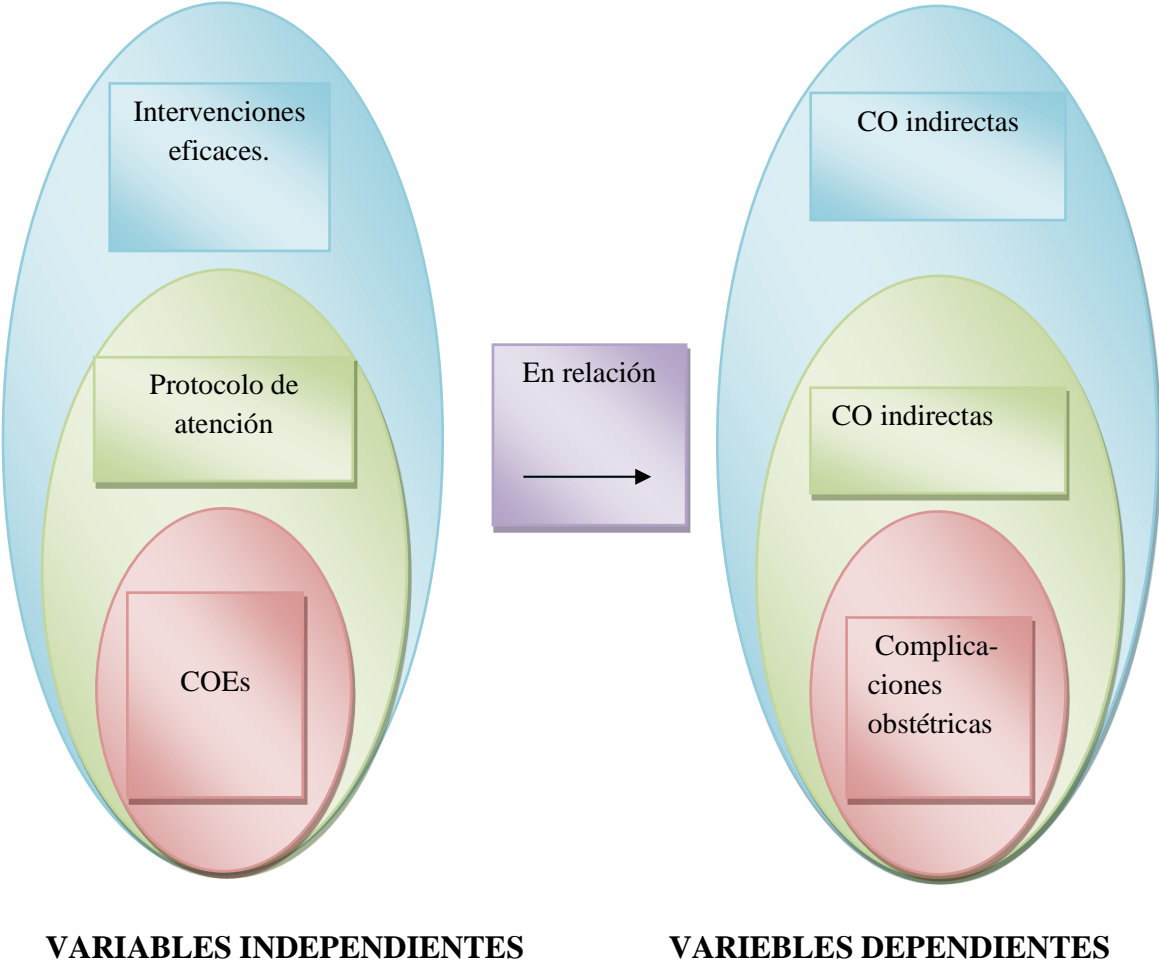 Intervenciones
eficaces.
Protocolo de
atención
COEs
En relación
CO indirectas
CO indirectas
Complica-
ciones
obstétricas
VARIABLES INDEPENDIENTES
VARIEBLES DEPENDIENTES